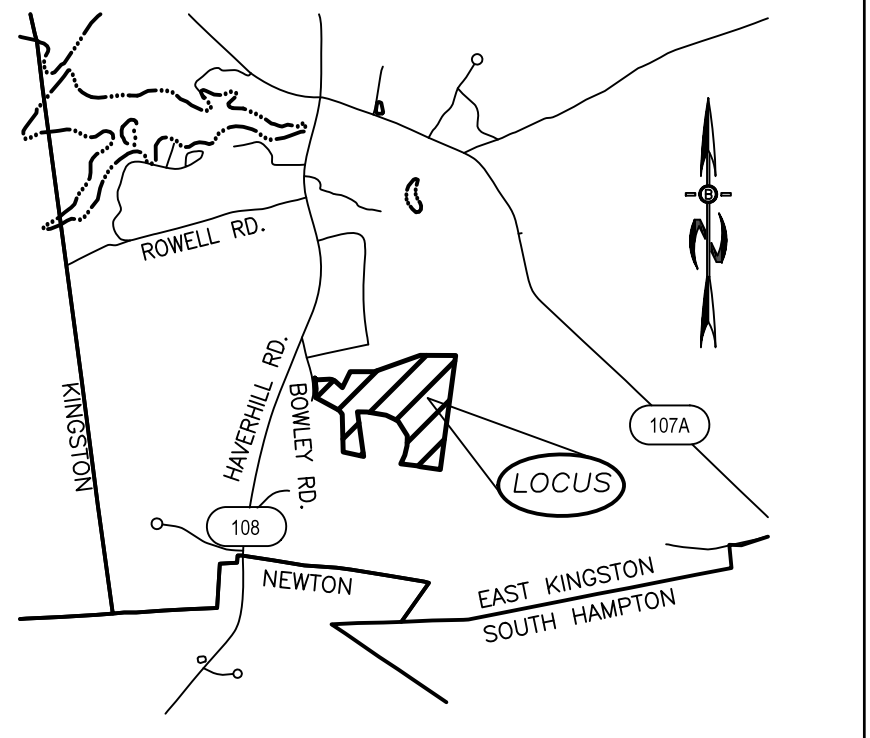 B
N
ROWELL RD.
HAVERHILL RD.
BOWLEY RD.
KINGSTON
107A
LOCUS
108
NEWTON
EAST KINGSTON
SOUTH HAMPTON